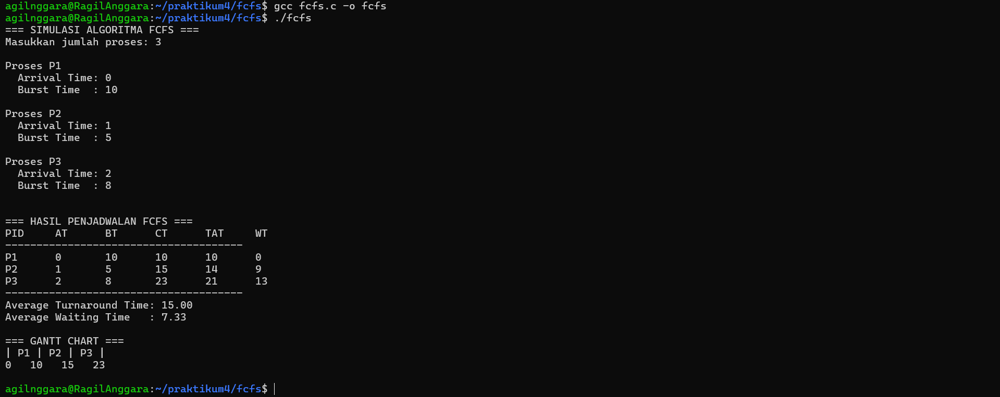 agilnggara@RagilAnggara:~/praktikum4/fcfs$ gcc fcfs.c -o fcfs
agilnggara@RagilAnggara:~/praktikum4/fcfs$ ./fcfs
=== SIMULASI ALGORITMA FCFS ===
Masukkan jumlah proses: 3

Proses P1
  Arrival Time: 0
  Burst Time  : 10

Proses P2
  Arrival Time: 1
  Burst Time  : 5

Proses P3
  Arrival Time: 2
  Burst Time  : 8


=== HASIL PENJADWALAN FCFS ===
PID     AT      BT      CT      TAT     WT
--------------------------------------
P1      0       10      10      10      0
P2      1       5       15      14      9
P3      2       8       23      21      13
--------------------------------------
Average Turnaround Time: 15.00
Average Waiting Time   : 7.33

=== GANTT CHART ===
| P1 | P2 | P3 |
0   10   15   23

agilnggara@RagilAnggara:~/praktikum4/fcfs$